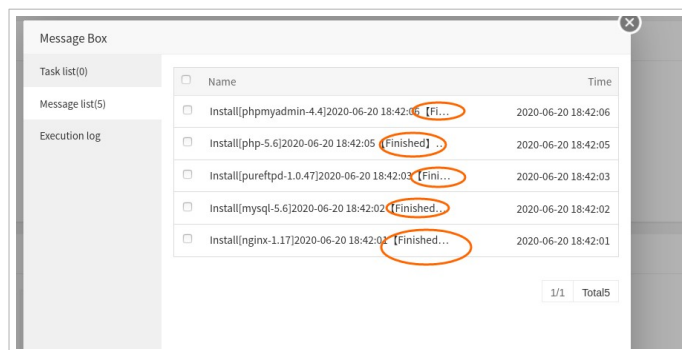 Message Box
Task list(0)
Message list(5)
Execution log
Name Time
Install[phpmyadmin-4.4]2020-06-20 18:42:06【Fi... 2020-06-20 18:42:06
Install[php-5.6]2020-06-20 18:42:05【Finished】... 2020-06-20 18:42:05
Install[pureftpd-1.0.47]2020-06-20 18:42:03【Fini... 2020-06-20 18:42:03
Install[mysql-5.6]2020-06-20 18:42:02【Finished... 2020-06-20 18:42:02
Install[nginx-1.17]2020-06-20 18:42:01【Finished... 2020-06-20 18:42:01
1/1 Total5